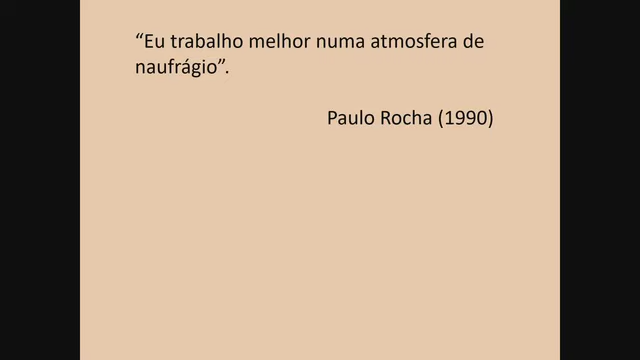 “Eu trabalho melhor numa atmosfera de
naufrágio”.
Paulo Rocha (1990)